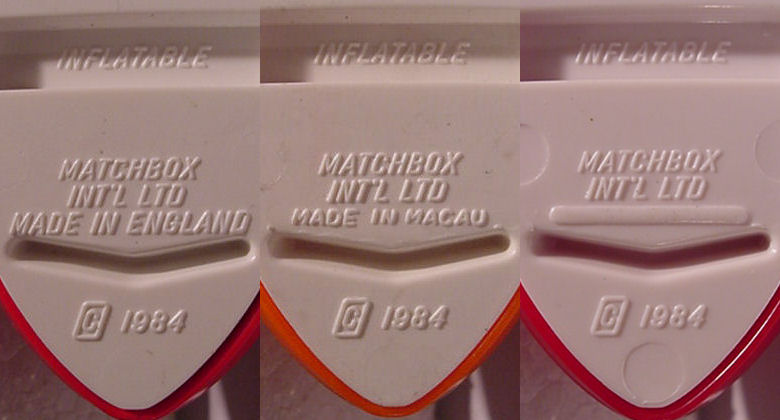 INFLATABLE
MATCHBOX
INT'L LTD
MADE IN ENGLAND
C 1984
INFLATABLE
MATCHBOX
INT'L LTD
MADE IN MACAU
C 1984
INFLATABLE
MATCHBOX
INT'L LTD
C 1984